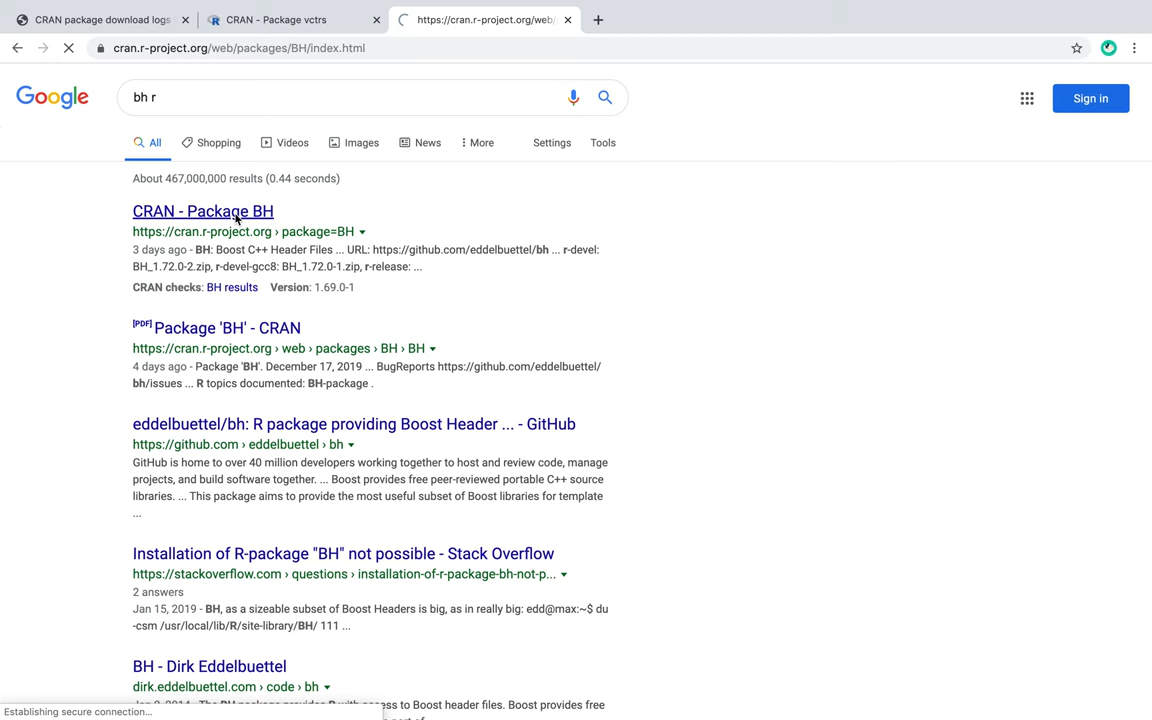 CRAN package download logs
CRAN - Package vctrs
https://cran.r-project.org/web/
cran.r-project.org/web/packages/BH/index.html
Google
bh r
Sign in
All Shopping Videos Images News More Settings Tools
About 467,000,000 results (0.44 seconds)
CRAN - Package BH
https://cran.r-project.org › package=BH
3 days ago - BH: Boost C++ Header Files ... URL: https://github.com/eddelbuettel/bh ... r-devel:
BH_1.72.0-2.zip, r-devel-gcc8: BH_1.72.0-1.zip, r-release: ...
CRAN checks: BH results Version: 1.69.0-1
[PDF] Package 'BH' - CRAN
https://cran.r-project.org › web › packages › BH › BH
4 days ago - Package 'BH'. December 17, 2019 ... BugReports https://github.com/eddelbuettel/
bh/issues ... R topics documented: BH-package .
eddelbuettel/bh: R package providing Boost Header ... - GitHub
https://github.com › eddelbuettel › bh
GitHub is home to over 40 million developers working together to host and review code, manage
projects, and build software together. ... Boost provides free peer-reviewed portable C++ source
libraries. ... This package aims to provide the most useful subset of Boost libraries for template
...
Installation of R-package "BH" not possible - Stack Overflow
https://stackoverflow.com › questions › installation-of-r-package-bh-not-p...
2 answers
Jan 15, 2019 - BH, as a sizeable subset of Boost Headers is big, as in really big: edd@max:~$ du
-csm /usr/local/lib/R/site-library/BH/ 111 ...
BH - Dirk Eddelbuettel
dirk.eddelbuettel.com › code › bh
access to Boost header files. Boost provides free
Establishing secure connection...